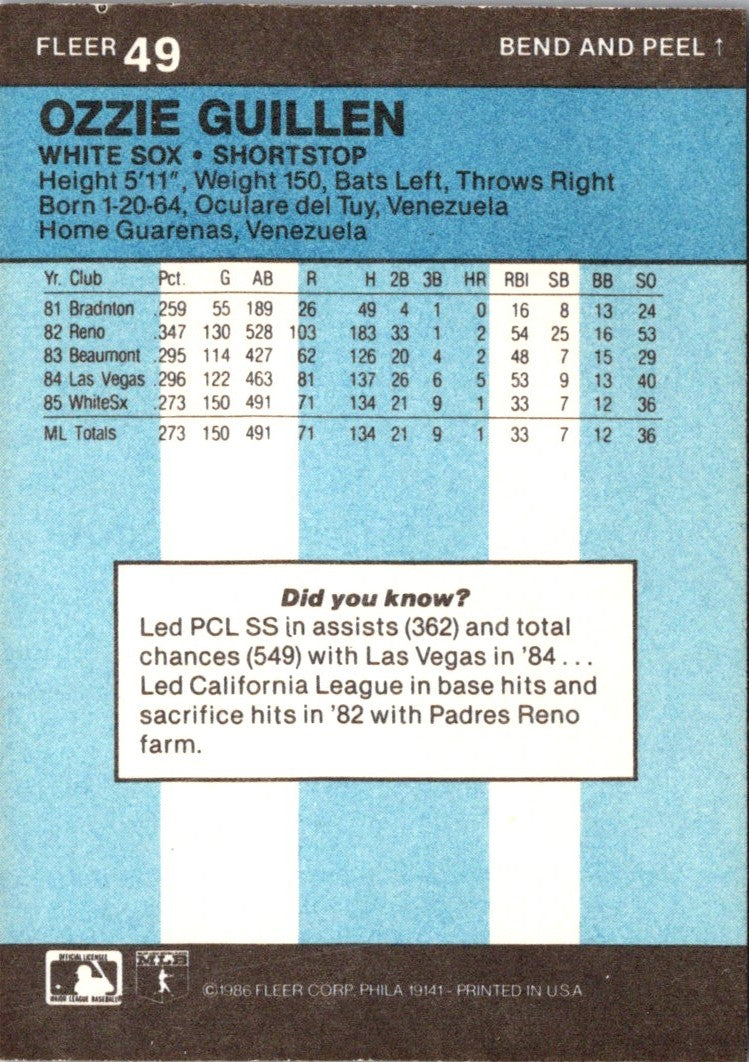 FLEER 49 BEND AND PEEL ↑
OZZIE GUILLEN
WHITE SOX • SHORTSTOP
Height 5'11", Weight 150, Bats Left, Throws Right
Born 1-20-64, Oculare del Tuy, Venezuela
Home Guarenas, Venezuela
Yr. Club Pct. G AB R H 2B 3B HR RBI SB BB SO
81 Bradnton .259 55 189 26 49 4 1 0 16 8 13 24
82 Reno .347 130 528 103 183 33 1 2 54 25 16 53
83 Beaumont .295 114 427 62 126 20 4 2 48 7 15 29
84 Las Vegas .296 122 463 81 137 26 6 5 53 9 13 40
85 WhiteSx .273 150 491 71 134 21 9 1 33 7 12 36
ML Totals .273 150 491 71 134 21 9 1 33 7 12 36
Did you know?
Led PCL SS in assists (362) and total
chances (549) with Las Vegas in '84...
Led California League in base hits and
sacrifice hits in '82 with Padres Reno
farm.
OFFICIAL LICENSEE
MAJOR LEAGUE BASEBALL
©1986 FLEER CORP. PHILA 19141 - PRINTED IN U.S.A.